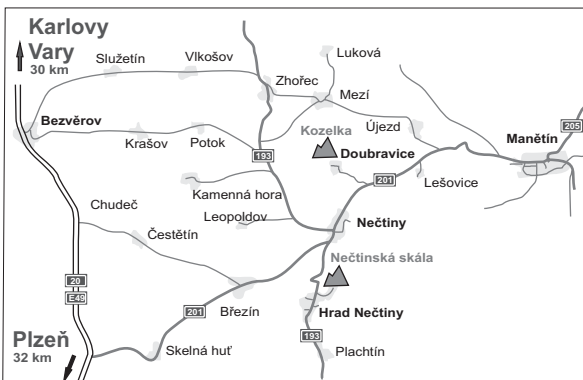 Karlovy
Vary
30 km
Služetín
Vlkošov
Luková
Zhořec
Mezí
205
Bezvěrov
Krašov
Potok
Kozelka
Újezd
Manětín
193
Doubravice
201
Lešovice
Kamenná hora
Chudeč
Leopoldov
Nečtiny
Čestětín
Nečtinská skála
20
E49
201
Březín
Hrad Nečtiny
Plzeň
32 km
193
Skelná huť
Plachtín